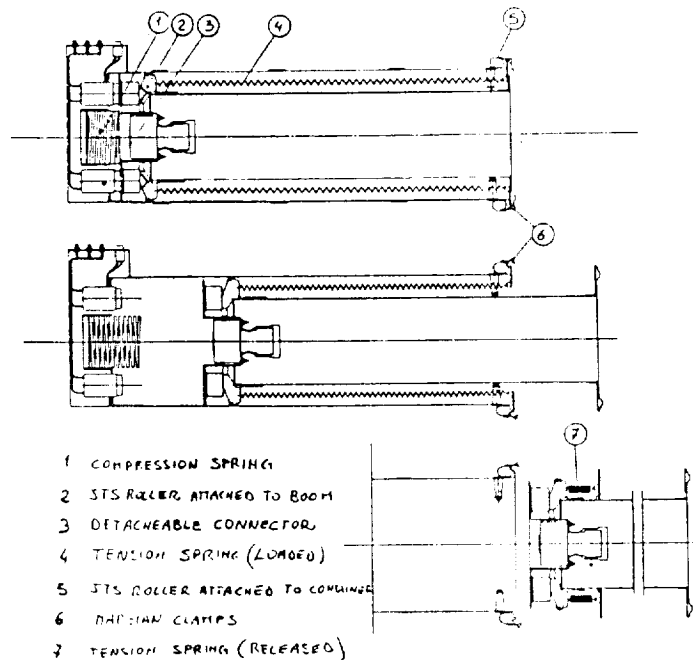 1 2 3 4 5
6
7
1 COMPRESSION SPRING
2 STS ROLLER ATTACHED TO BOOM
3 DETACHEABLE CONNECTOR
4 TENSION SPRING (LOADED)
5 STS ROLLER ATTACHED TO
6 CLAMPS
7 TENSION SPRING (RELEASED)